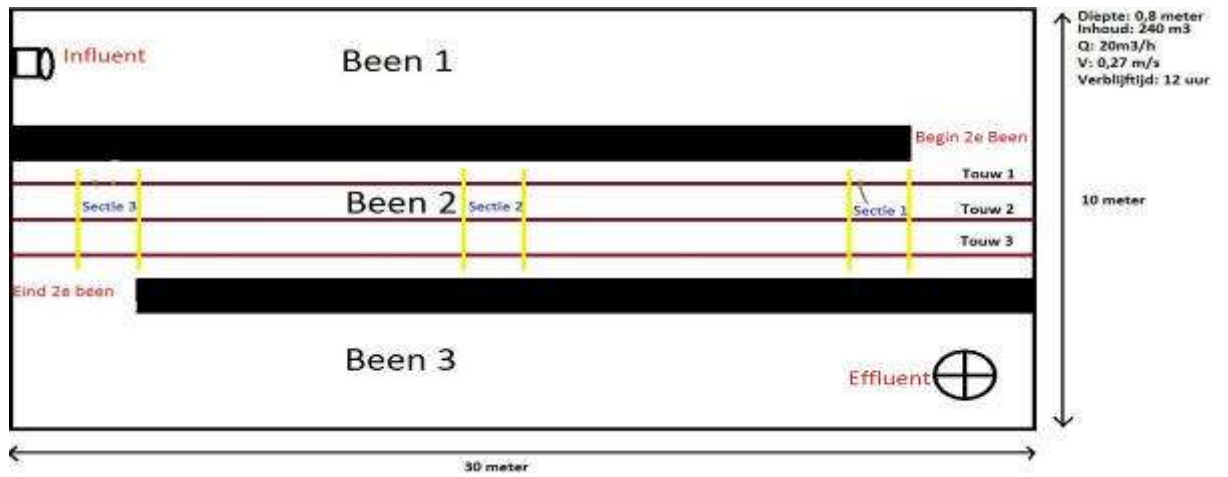 Influent
Been 1
Diepte: 0,8 meter
Inhoud: 240 m3
Q: 20m3/h
V: 0,27 m/s
Verblijftijd: 12 uur
Begin 2e Been
Touw 1
Sectie 3
Been 2
Sectie 2
Sectie 1
Touw 2
10 meter
Touw 3
Eind 2e been
Been 3
Effluent
30 meter